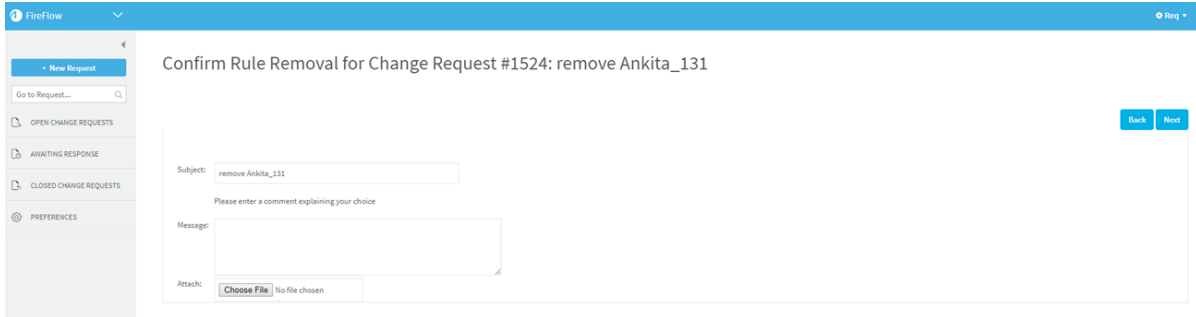 FireFlow
Req
+ New Request
Go to Request...
OPEN CHANGE REQUESTS
AWAITING RESPONSE
CLOSED CHANGE REQUESTS
PREFERENCES
Confirm Rule Removal for Change Request #1524: remove Ankita_131
Back Next
Subject: remove Ankita_131
Please enter a comment explaining your choice
Message:
Attach: Choose File No file chosen